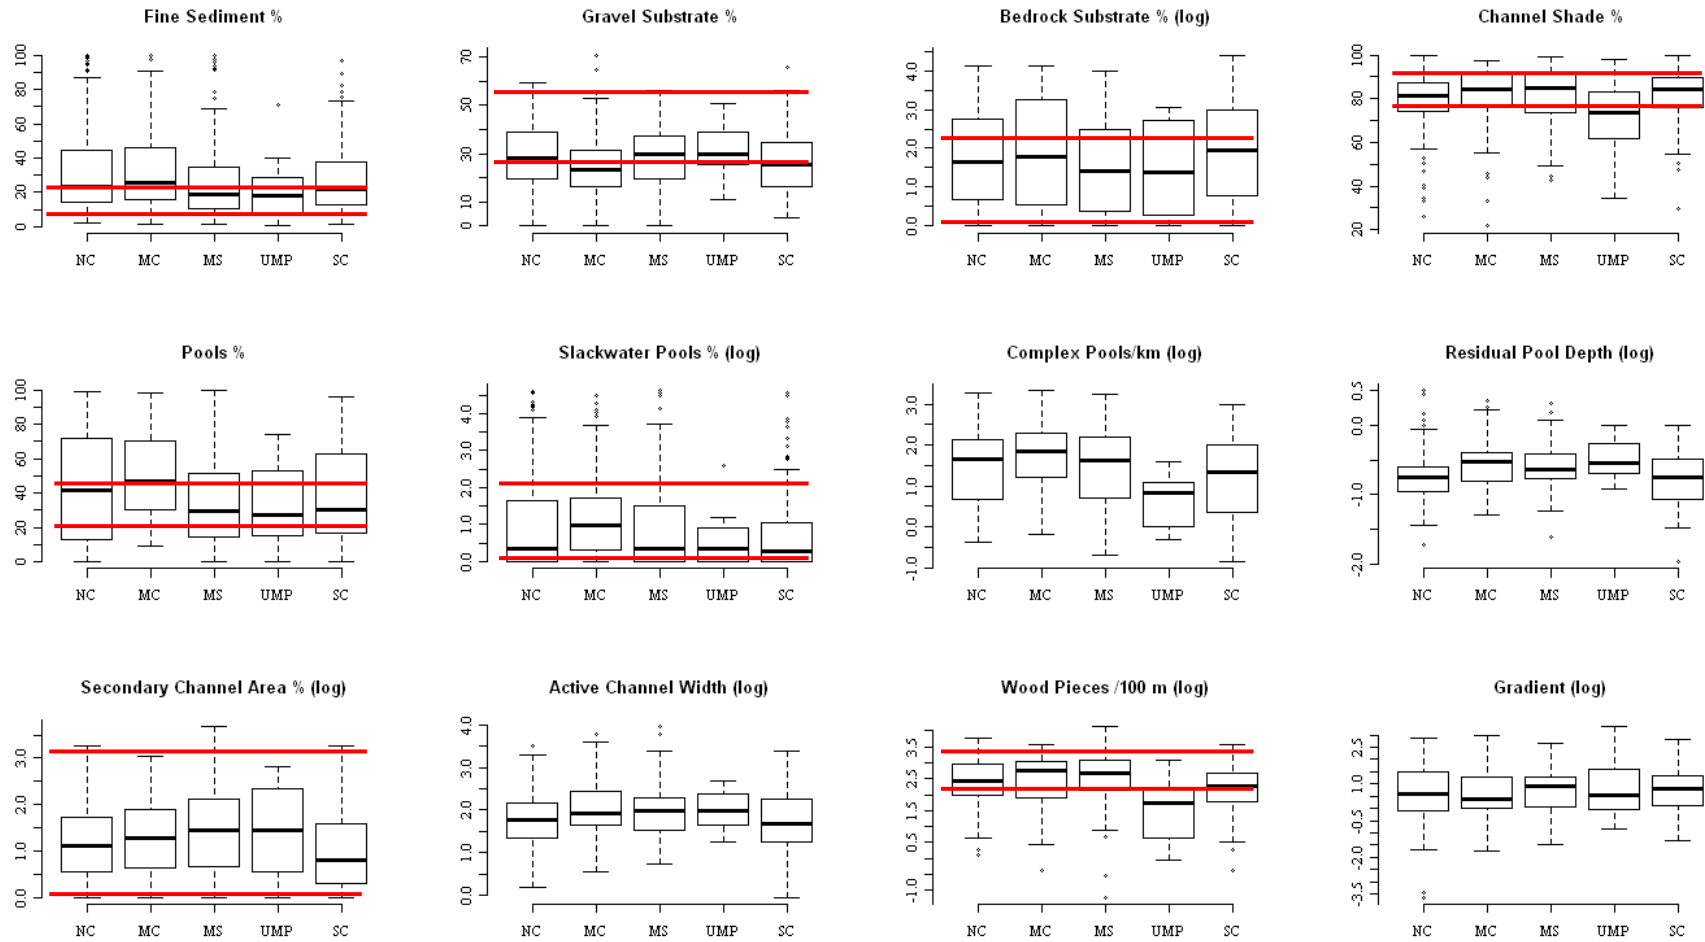 Fine Sediment %
100
80
60
40
20
0
NC MC MS UMP SC
Gravel Substrate %
70
50
30
10
0
NC MC MS UMP SC
Bedrock Substrate % (log)
4.0
3.0
2.0
1.0
0.0
NC MC MS UMP SC
Channel Shade %
100
80
60
40
20
NC MC MS UMP SC
Pools %
100
80
60
40
20
0
NC MC MS UMP SC
Slackwater Pools % (log)
4.0
3.0
2.0
1.0
0.0
NC MC MS UMP SC
Complex Pools/km (log)
3.0
2.0
1.0
0.0
-1.0
NC MC MS UMP SC
Residual Pool Depth (log)
0.5
0.0
-1.0
-2.0
NC MC MS UMP SC
Secondary Channel Area % (log)
3.0
2.0
1.0
0.0
NC MC MS UMP SC
Active Channel Width (log)
4.0
3.0
2.0
1.0
0.0
NC MC MS UMP SC
Wood Pieces /100 m (log)
3.5
2.5
1.5
0.5
-1.0
NC MC MS UMP SC
Gradient (log)
2.5
1.0
-0.5
-2.0
-3.5
NC MC MS UMP SC